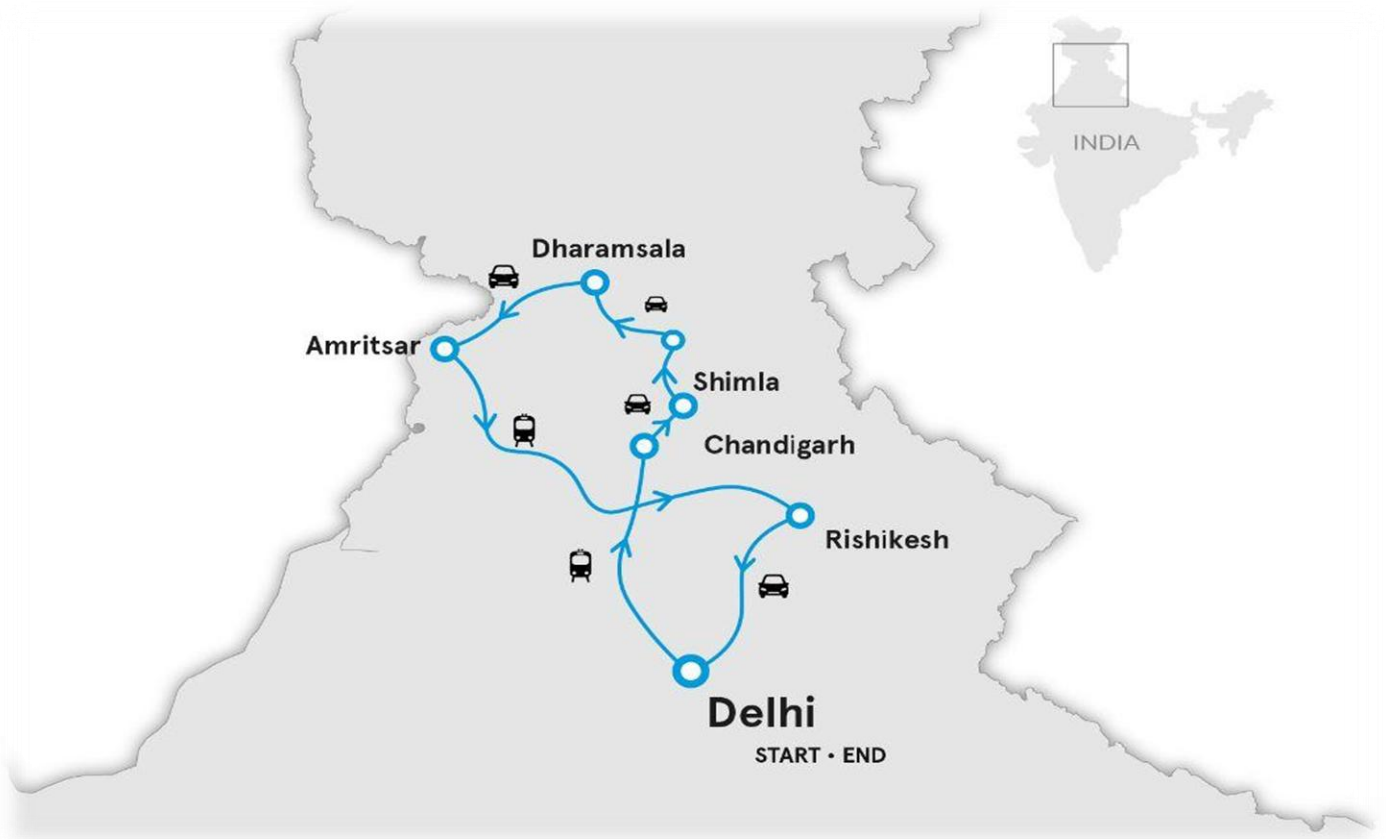 INDIA
Dharamsala
Amritsar
Shimla
Chandigarh
Rishikesh
Delhi
START • END